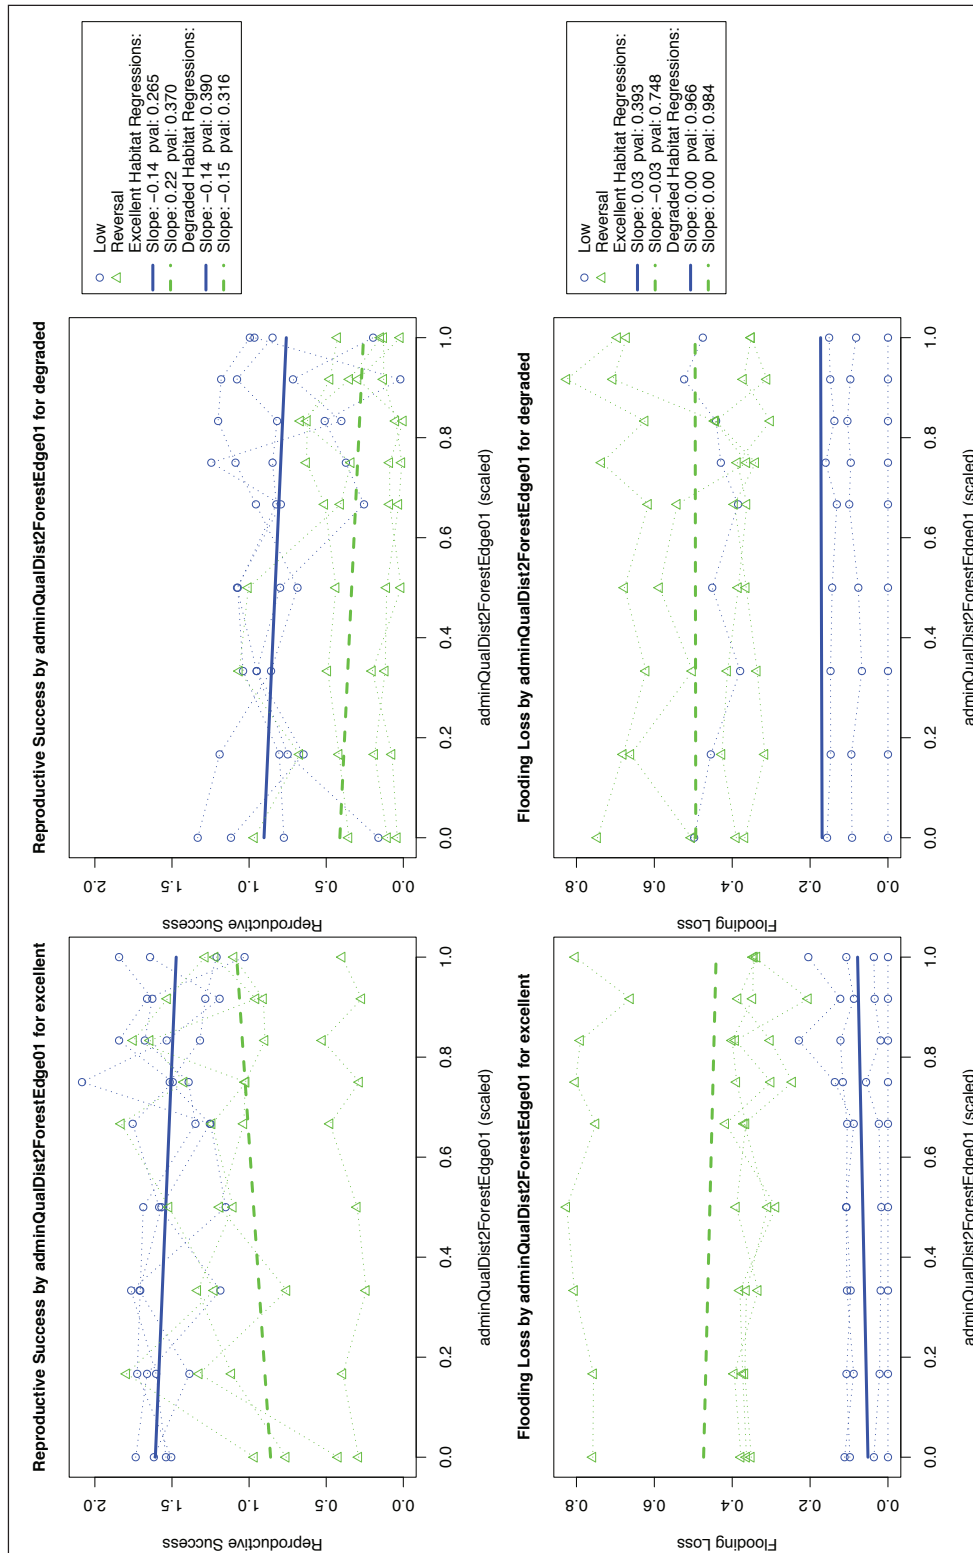 Reproductive Success by adminQualDist2ForestEdge01 for excellent
Reproductive Success
2.0
1.5
1.0
0.5
0.0
0.0 0.2 0.4 0.6 0.8 1.0
adminQualDist2ForestEdge01 (scaled)
Reproductive Success by adminQualDist2ForestEdge01 for degraded
Reproductive Success
2.0
1.5
1.0
0.5
0.0
0.0 0.2 0.4 0.6 0.8 1.0
adminQualDist2ForestEdge01 (scaled)
Low
Reversal
Excellent Habitat Regressions:
Slope: −0.14 pval: 0.265
Slope: 0.22 pval: 0.370
Degraded Habitat Regressions:
Slope: −0.14 pval: 0.390
Slope: −0.15 pval: 0.316
Flooding Loss by adminQualDist2ForestEdge01 for excellent
Flooding Loss
0.8
0.6
0.4
0.2
0.0
0.0 0.2 0.4 0.6 0.8 1.0
adminQualDist2ForestEdge01 (scaled)
Flooding Loss by adminQualDist2ForestEdge01 for degraded
Flooding Loss
0.8
0.6
0.4
0.2
0.0
0.0 0.2 0.4 0.6 0.8 1.0
adminQualDist2ForestEdge01 (scaled)
Low
Reversal
Excellent Habitat Regressions:
Slope: 0.03 pval: 0.393
Slope: −0.03 pval: 0.748
Degraded Habitat Regressions:
Slope: 0.00 pval: 0.966
Slope: 0.00 pval: 0.984